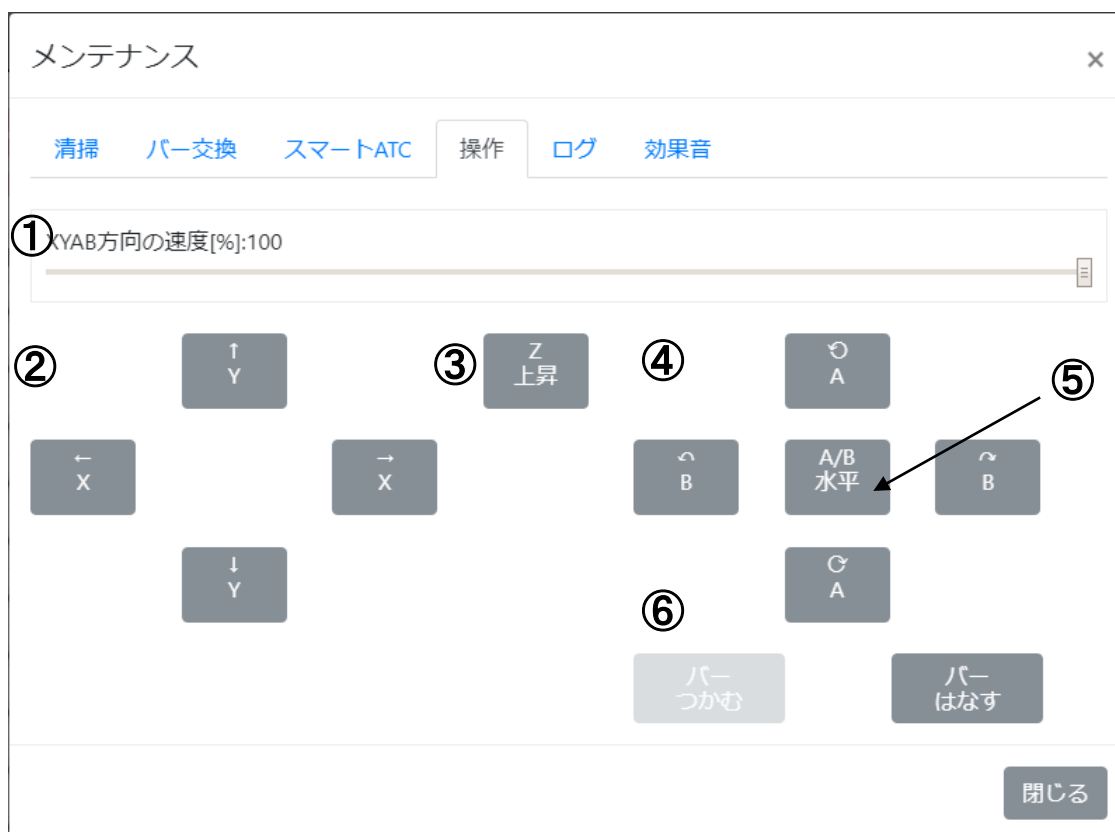 メンテナンス ×
清掃 バー交換 スマートATC 操作 ログ 効果音
① XYAB方向の速度[%]:100
②
↑
Y
③
Z
上昇
④
A
⑤
←
X
→
X
B
A/B
水平
B
↓
Y
A
⑥
バー
つかむ
バー
はなす
閉じる